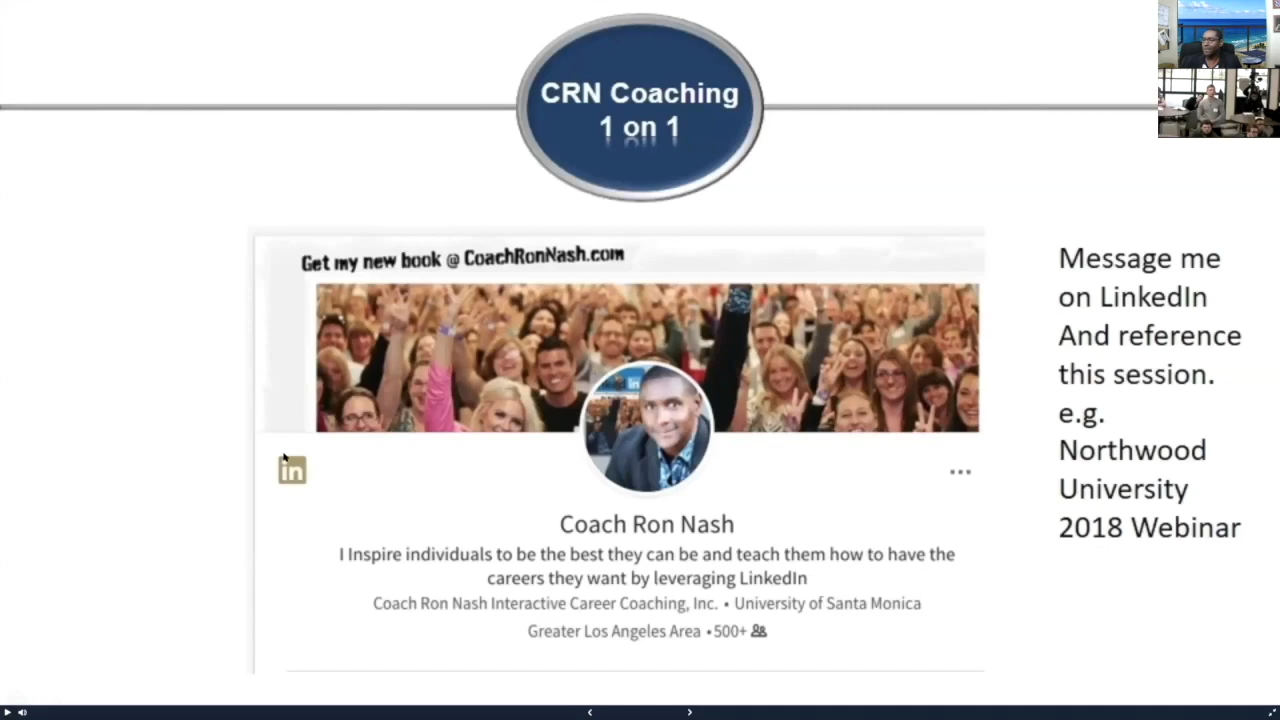 CRN Coaching
1 on 1
Get my new book @ CoachRonNash.com
Message me
on LinkedIn
And reference
this session.
e.g.
Northwood
University
2018 Webinar
in
in
Coach Ron Nash
I Inspire individuals to be the best they can be and teach them how to have the
careers they want by leveraging LinkedIn
Coach Ron Nash Interactive Career Coaching, Inc. • University of Santa Monica
Greater Los Angeles Area • 500+